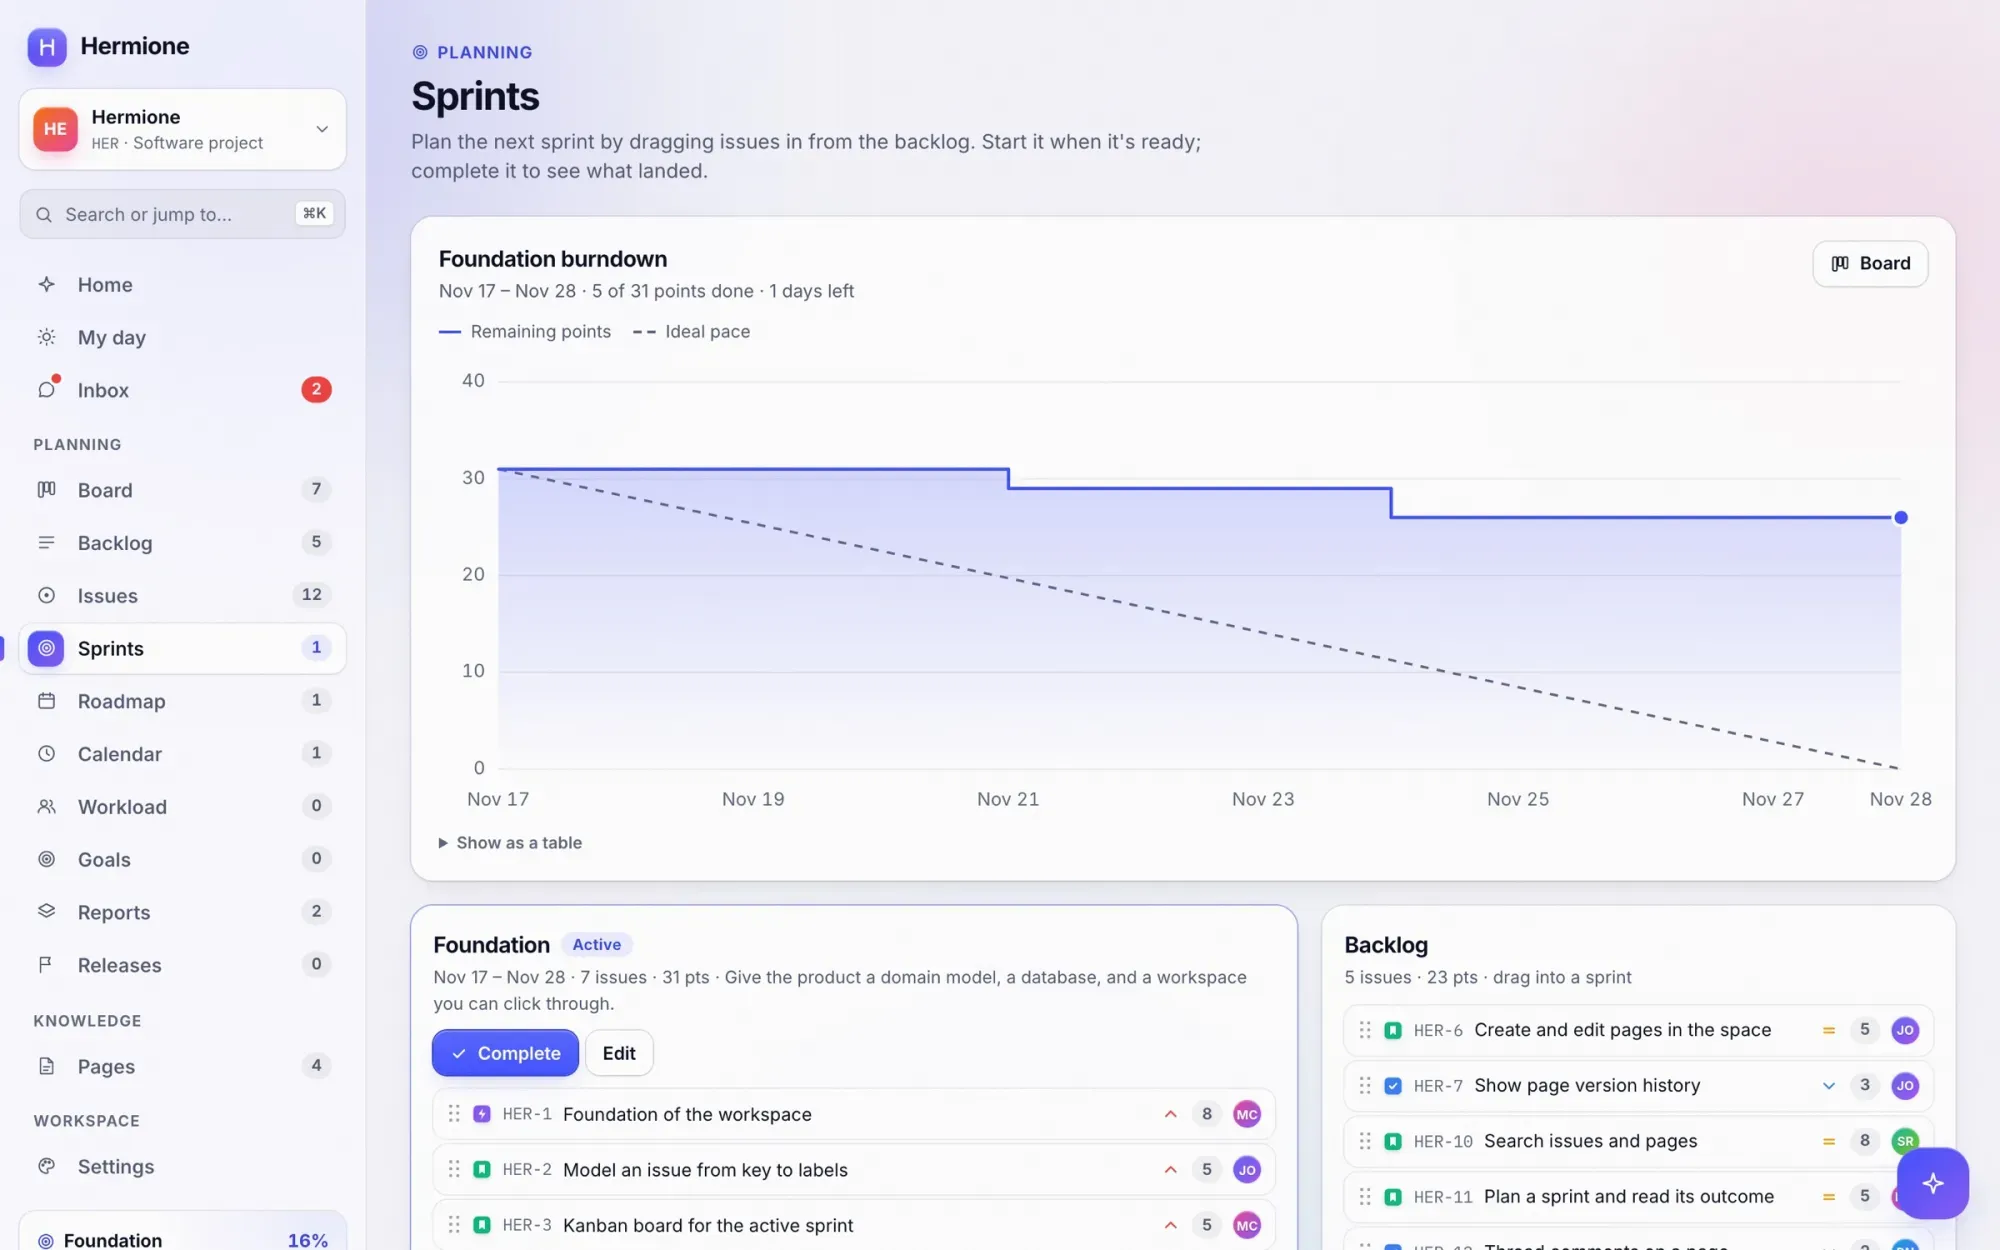 H Hermione
HE Hermione
HER · Software project
Search or jump to... ⌘K
Home
My day
Inbox 2
PLANNING
Board 7
Backlog 5
Issues 12
Sprints 1
Roadmap 1
Calendar 1
Workload 0
Goals 0
Reports 2
Releases 0
KNOWLEDGE
Pages 4
WORKSPACE
Settings
Foundation 16%
PLANNING
Sprints
Plan the next sprint by dragging issues in from the backlog. Start it when it's ready;
complete it to see what landed.
Foundation burndown
Board
Nov 17 – Nov 28 · 5 of 31 points done · 1 days left
Remaining points Ideal pace
40
30
20
10
0
Nov 17 Nov 19 Nov 21 Nov 23 Nov 25 Nov 27 Nov 28
Show as a table
Foundation Active
Nov 17 – Nov 28 · 7 issues · 31 pts · Give the product a domain model, a database, and a workspace
you can click through.
Complete Edit
HER-1 Foundation of the workspace 8 MC
HER-2 Model an issue from key to labels 5 JO
HER-3 Kanban board for the active sprint 5 MC
Backlog
5 issues · 23 pts · drag into a sprint
HER-6 Create and edit pages in the space 5 JO
HER-7 Show page version history 3 JO
HER-10 Search issues and pages 8 SR
HER-11 Plan a sprint and read its outcome 5